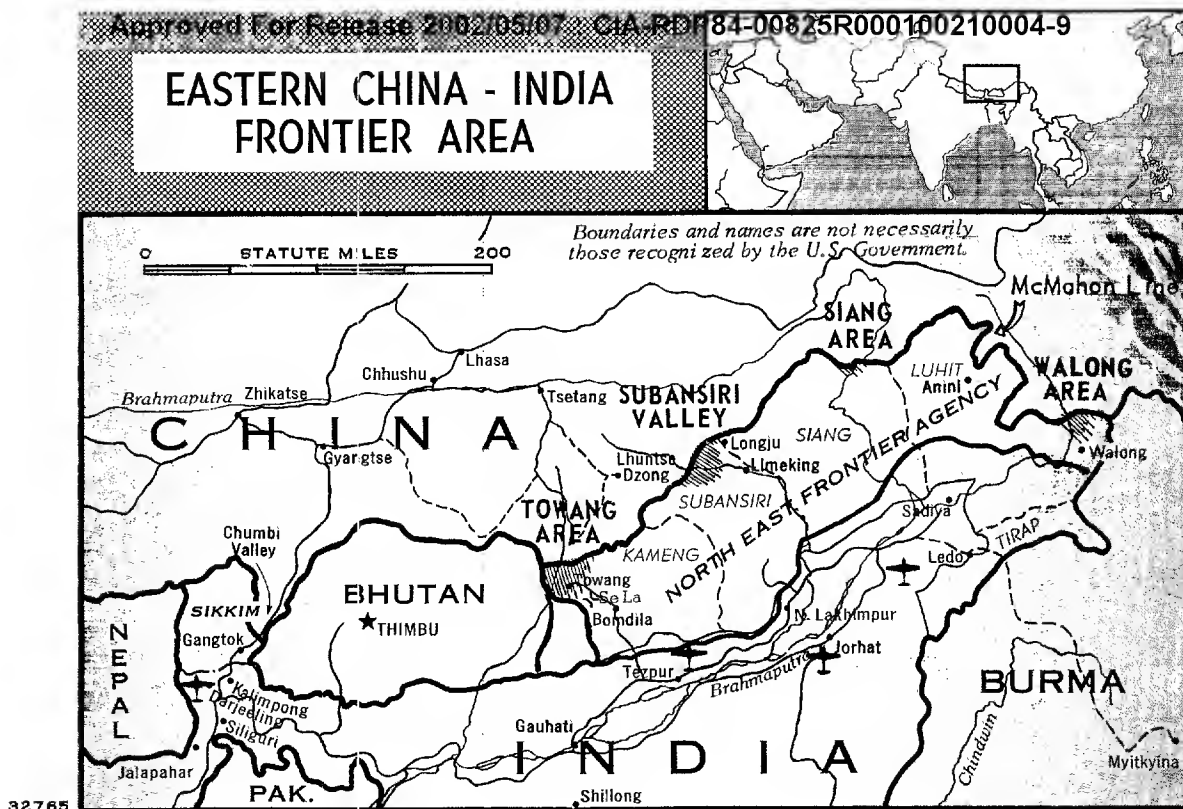 Approved For Release 2002/05/07 : CIA-RDP84-00825R000100210004-9
EASTERN CHINA - INDIA
FRONTIER AREA
0 STATUTE MILES 200
Boundaries and names are not necessarily
those recognized by the U.S. Government.
McMahon Line
SIANG
AREA
LUHIT
Anini
WALONG
AREA
Lhasa
Chhushu
Brahmaputra
Zhikatse
Tsetang
SUBANSIRI
VALLEY
CHINA
Longju
SIANG
Walong
Gyangtse
Lhuntse
Dzong
Limeking
SUBANSIRI
NORTH EAST FRONTIER AGENCY
TOWANG
AREA
Sadiya
Chumbi
Valley
KAMENG
TIRAP
Ledo
BHUTAN
Towang
Se La
Bomdila
SIKKIM
THIMBU
N. Lakhimpur
Gangtok
NEPAL
Jorhat
Tezpur
Brahmaputra
BURMA
Kalimpong
Darjeeling
Siliguri
Gauhati
INDIA
Chindwin
Jalapahar
Myitkyina
PAK.
Shillong
32765